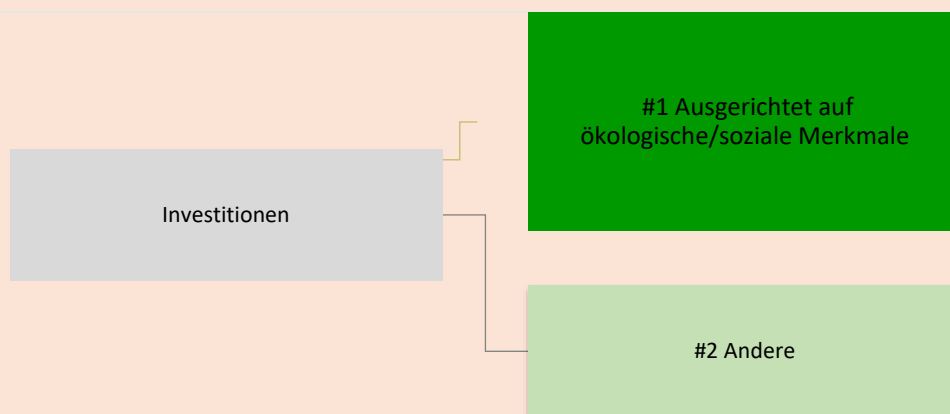 #1 Ausgerichtet auf
ökologische/soziale Merkmale
Investitionen
#2 Andere